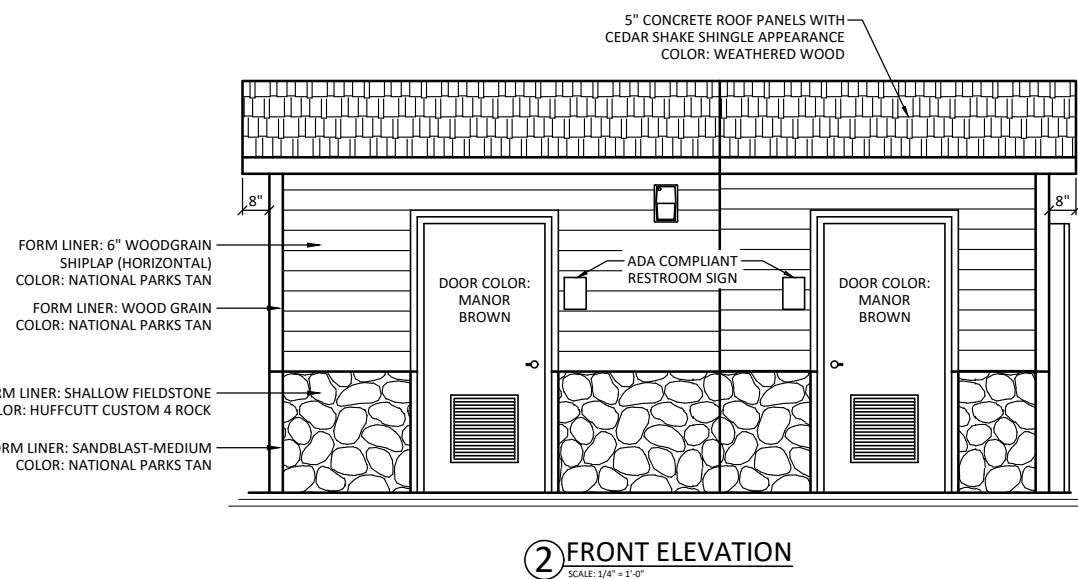 5" CONCRETE ROOF PANELS WITH
CEDAR SHAKE SHINGLE APPEARANCE
COLOR: WEATHERED WOOD
8"
8"
FORM LINER: 6" WOODGRAIN
SHIPLAP (HORIZONTAL)
COLOR: NATIONAL PARKS TAN
FORM LINER: WOOD GRAIN
COLOR: NATIONAL PARKS TAN
RM LINER: SHALLOW FIELDSTONE
LOR: HUFFCUTT CUSTOM 4 ROCK
ORM LINER: SANDBLAST-MEDIUM
COLOR: NATIONAL PARKS TAN
DOOR COLOR:
MANOR
BROWN
ADA COMPLIANT
RESTROOM SIGN
DOOR COLOR:
MANOR
BROWN
2 FRONT ELEVATION
SCALE: 1/4" = 1'-0"